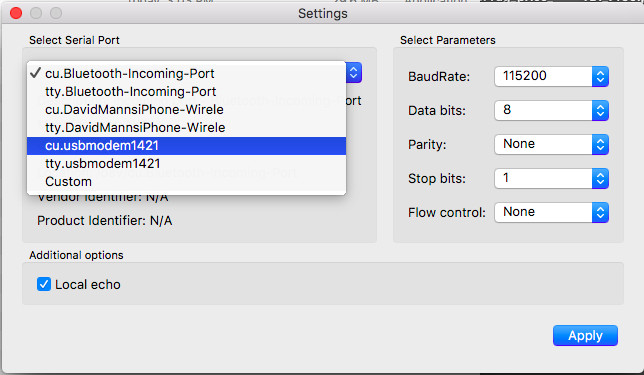 Settings
Select Serial Port
✓ cu.Bluetooth-Incoming-Port
tty.Bluetooth-Incoming-Port
cu.DavidMannsiPhone-Wirele
tty.DavidMannsiPhone-Wirele
cu.usbmodem1421
tty.usbmodem1421
Custom
Vendor Identifier: N/A
Product Identifier: N/A
Select Parameters
BaudRate: 115200
Data bits: 8
Parity: None
Stop bits: 1
Flow control: None
Additional options
Local echo
Apply